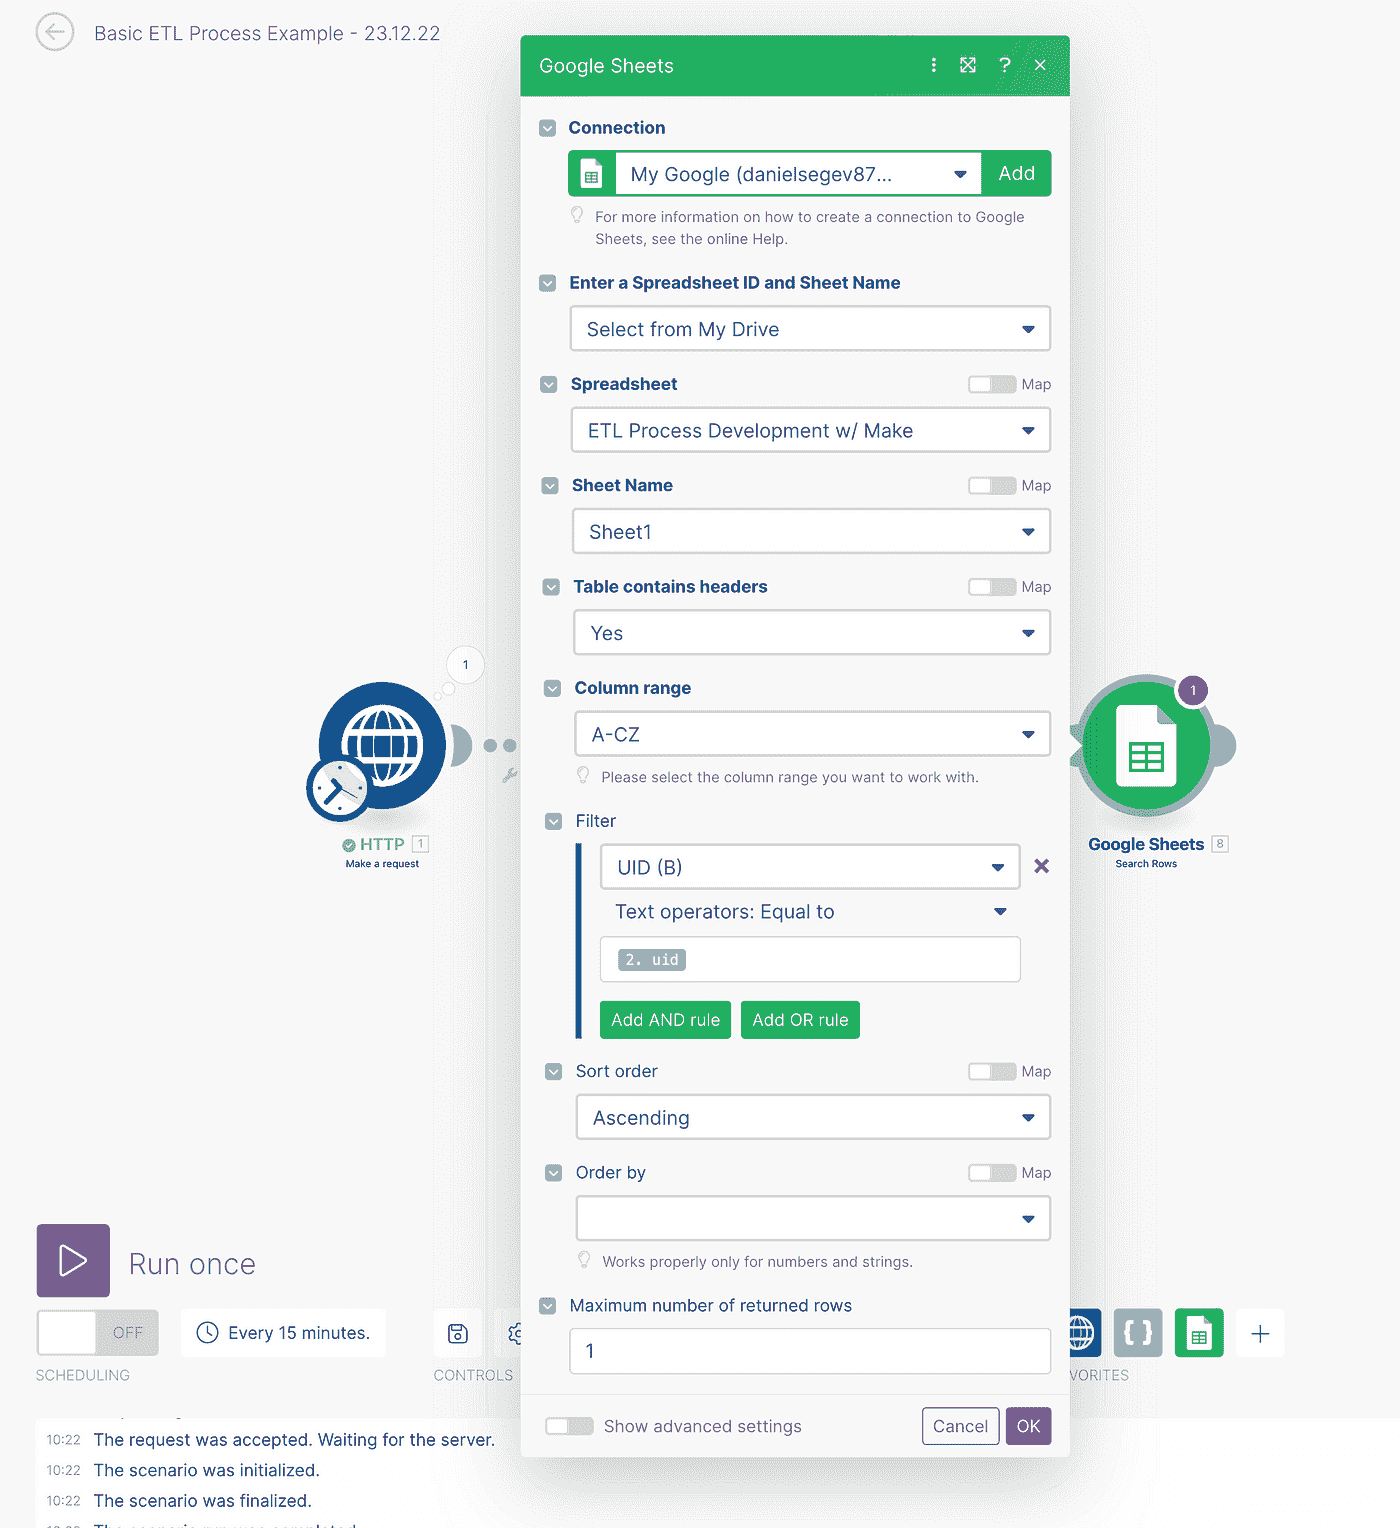 Basic ETL Process Example - 23.12.22
Google Sheets
?
Connection
My Google (danielsegev87...
Add
For more information on how to create a connection to Google
Sheets, see the online Help.
Enter a Spreadsheet ID and Sheet Name
Select from My Drive
Spreadsheet
Map
ETL Process Development w/ Make
Sheet Name
Map
Sheet1
Table contains headers
Map
Yes
Column range
A-CZ
Please select the column range you want to work with.
Filter
UID (B)
Text operators: Equal to
2. uid
Add AND rule
Add OR rule
Sort order
Map
Ascending
Order by
Map
Works properly only for numbers and strings.
Maximum number of returned rows
1
Show advanced settings
Cancel
OK
1
HTTP 1
Make a request
1
Google Sheets 8
Search Rows
Run once
OFF
Every 15 minutes.
SCHEDULING
CONTROLS
VORITES
10:22 The request was accepted. Waiting for the server.
10:22 The scenario was initialized.
10:22 The scenario was finalized.